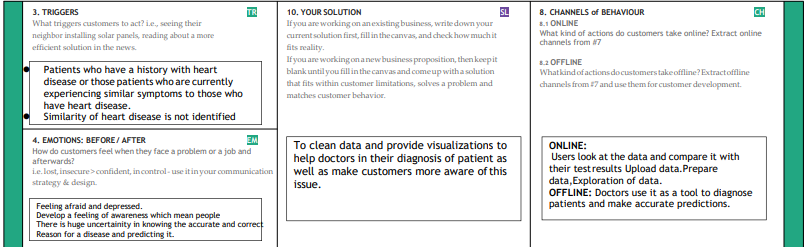 3. TRIGGERS
TR
What triggers customers to act? i.e., seeing their
neighbor installing solar panels, reading about a more
efficient solution in the news.
Patients who have a history with heart
disease or those patients who are currently
experiencing similar symptoms to those who
have heart disease.
Similarity of heart disease is not identified
4. EMOTIONS: BEFORE / AFTER
EM
How do customers feel when they face a problem or a job and
afterwards?
i.e. lost, insecure > confident, in control - use it in your communication
strategy & design.
Feeling afraid and depressed.
Develop a feeling of awareness which mean people
There is huge uncertainity in knowing the accurate and correct
Reason for a disease and predicting it.
10. YOUR SOLUTION
SL
If you are working on an existing business, write down your
current solution first, fill in the canvas, and check how much it
fits reality.
If you are working on a new business proposition, then keep it
blank until you fill in the canvas and come up with a solution
that fits within customer limitations, solves a problem and
matches customer behavior.
To clean data and provide visualizations to
help doctors in their diagnosis of patient as
well as make customers more aware of this
issue.
8. CHANNELS of BEHAVIOUR
CH
8.1 ONLINE
What kind of actions do customers take online? Extract online
channels from #7
8.2 OFFLINE
What kind of actions do customers take offline? Extract offline
channels from #7 and use them for customer development.
ONLINE:
Users look at the data and compare it with
their test results Upload data.Prepare
data,Exploration of data.
OFFLINE: Doctors use it as a tool to diagnose
patients and make accurate predictions.